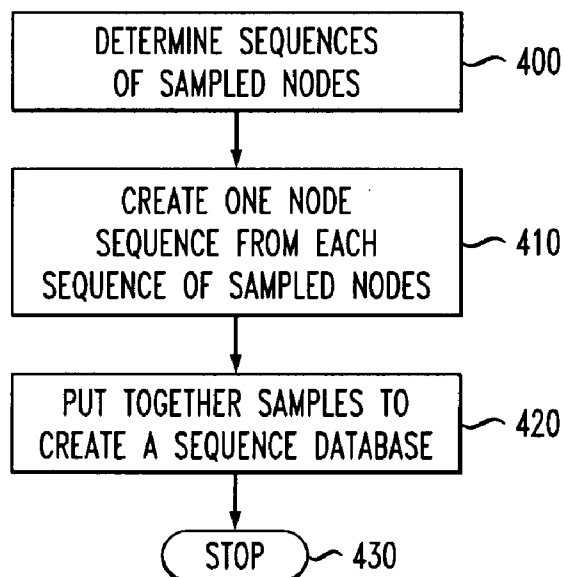 DETERMINE SEQUENCES
OF SAMPLED NODES
400
CREATE ONE NODE
SEQUENCE FROM EACH
SEQUENCE OF SAMPLED NODES
410
PUT TOGETHER SAMPLES TO
CREATE A SEQUENCE DATABASE
420
STOP
430